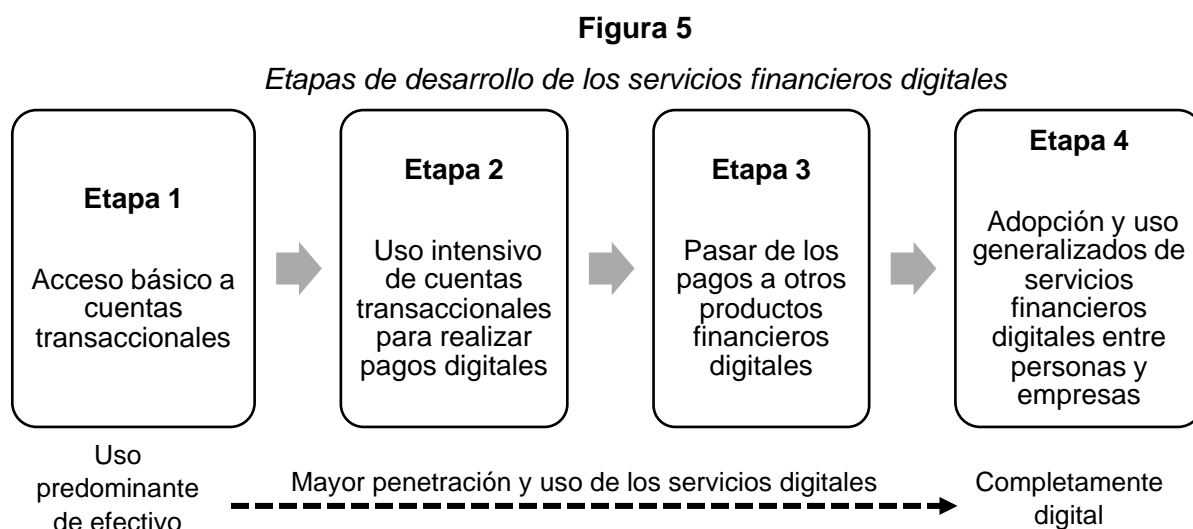 Figura 5
Etapas de desarrollo de los servicios financieros digitales
Etapa 1
Acceso básico a
cuentas
transaccionales
Etapa 2
Uso intensivo
de cuentas
transaccionales
para realizar
pagos digitales
Etapa 3
Pasar de los
pagos a otros
productos
financieros
digitales
Etapa 4
Adopción y uso
generalizados de
servicios
financieros
digitales entre
personas y
empresas
Uso
predominante
de efectivo
Mayor penetración y uso de los servicios digitales
Completamente
digital